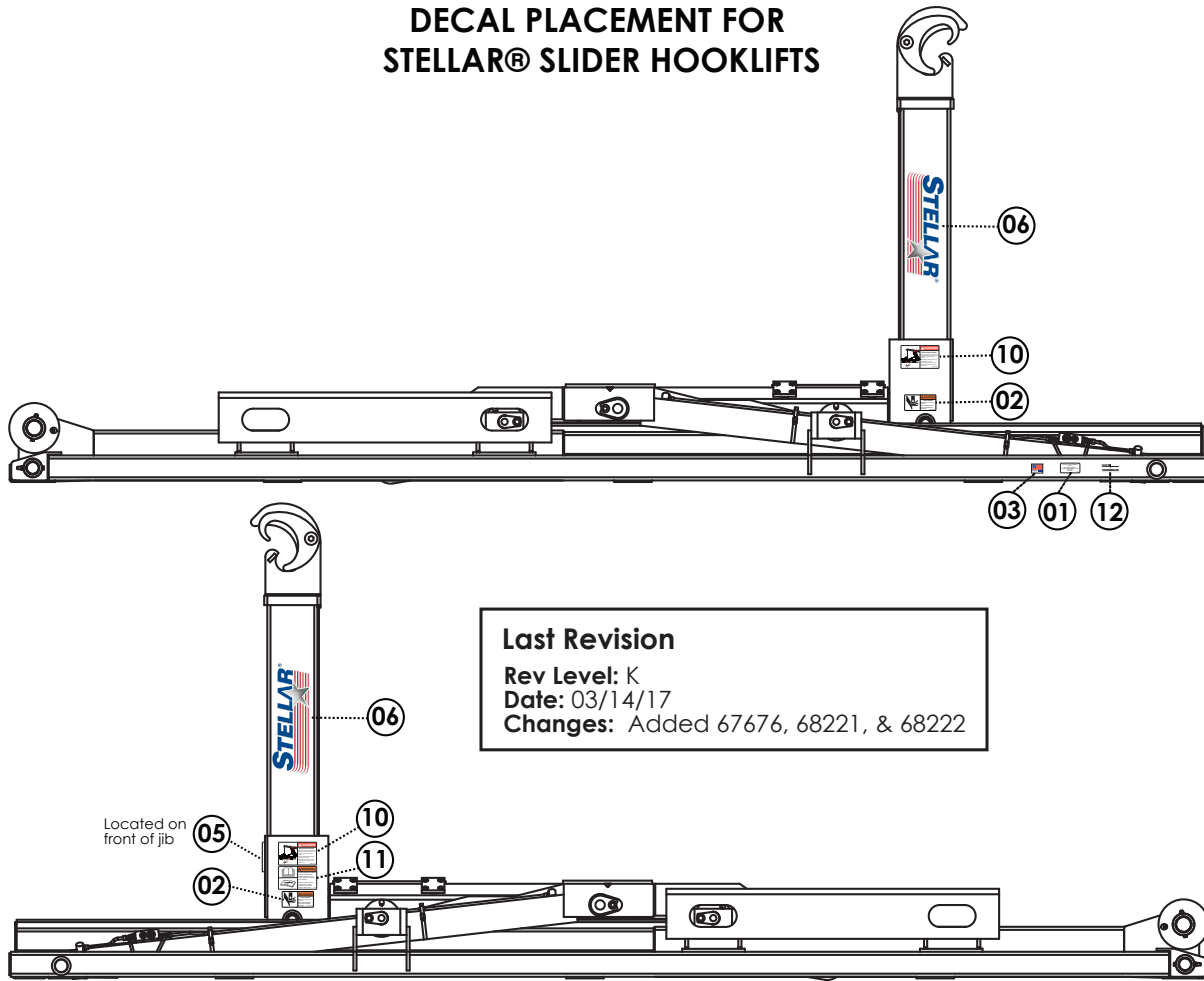 DECAL PLACEMENT FOR
STELLAR® SLIDER HOOKLIFTS
STELLAR®
06
10
02
03
01
12
STELLAR®
06
Last Revision
Rev Level: K
Date: 03/14/17
Changes: Added 67676, 68221, & 68222
Located on
front of jib
05
10
11
02